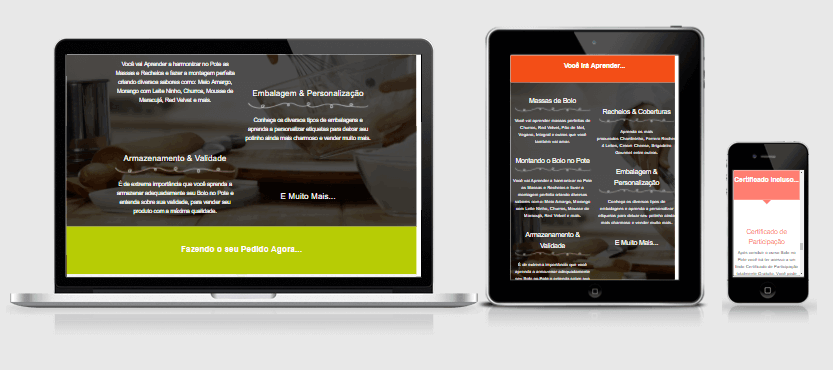 Você vai Aprender a harmonizar no Pote as
Massas e Recheios e fazer a montagem perfeita
criando diversos sabores como: Meio Amargo,
Morango com Leite Ninho, Churros, Mousse de
Maracujá, Red Velvet e mais.
Embalagem & Personalização
Conheça os diversos tipos de embalagens e
aprenda a personalizar etiquetas para deixar seu
potinho ainda mais charmoso e vender muito mais.
Armazenamento & Validade
É de extrema importância que você aprenda a
armazenar adequadamente seu Bolo no Pote e
entenda sobre sua validade, para vender seu
produto com a máxima qualidade.
E Muito Mais...
Fazendo o seu Pedido Agora...
Você Irá Aprender...
Massas de Bolo
Você vai aprender massas perfeitas de
Churros, Red Velvet, Pão de Mel,
Vegano, Integral e outras que você
também vai amar.
Recheios & Coberturas
Aprenda os mais
procurados: Chantininho, Ferrero Rocher
4 Leites, Creme Cheese, Brigadeiro
Gourmet entre outros.
Montando o Bolo no Pote
Você vai Aprender a harmonizar no Pote
as Massas e Recheios e fazer a
montagem perfeita criando diversos
sabores como: Meio Amargo, Morango
com Leite Ninho, Churros, Mousse de
Maracujá, Red Velvet e mais.
Embalagem &
Personalização
Conheça os diversos tipos de
embalagens e aprenda a personalizar
etiquetas para deixar seu potinho ainda
mais charmoso e vender muito mais.
Armazenamento &
Validade
É de extrema importância que você
aprenda a armazenar adequadamente
seu Bolo no Pote e entenda sobre sua
E Muito Mais...
Certificado Incluso...
Certificado de
Participação
Após concluir o curso Bolo no
Pote você irá ter acesso a um
lindo Certificado de Participação
totalmente Gratuito. Você pode